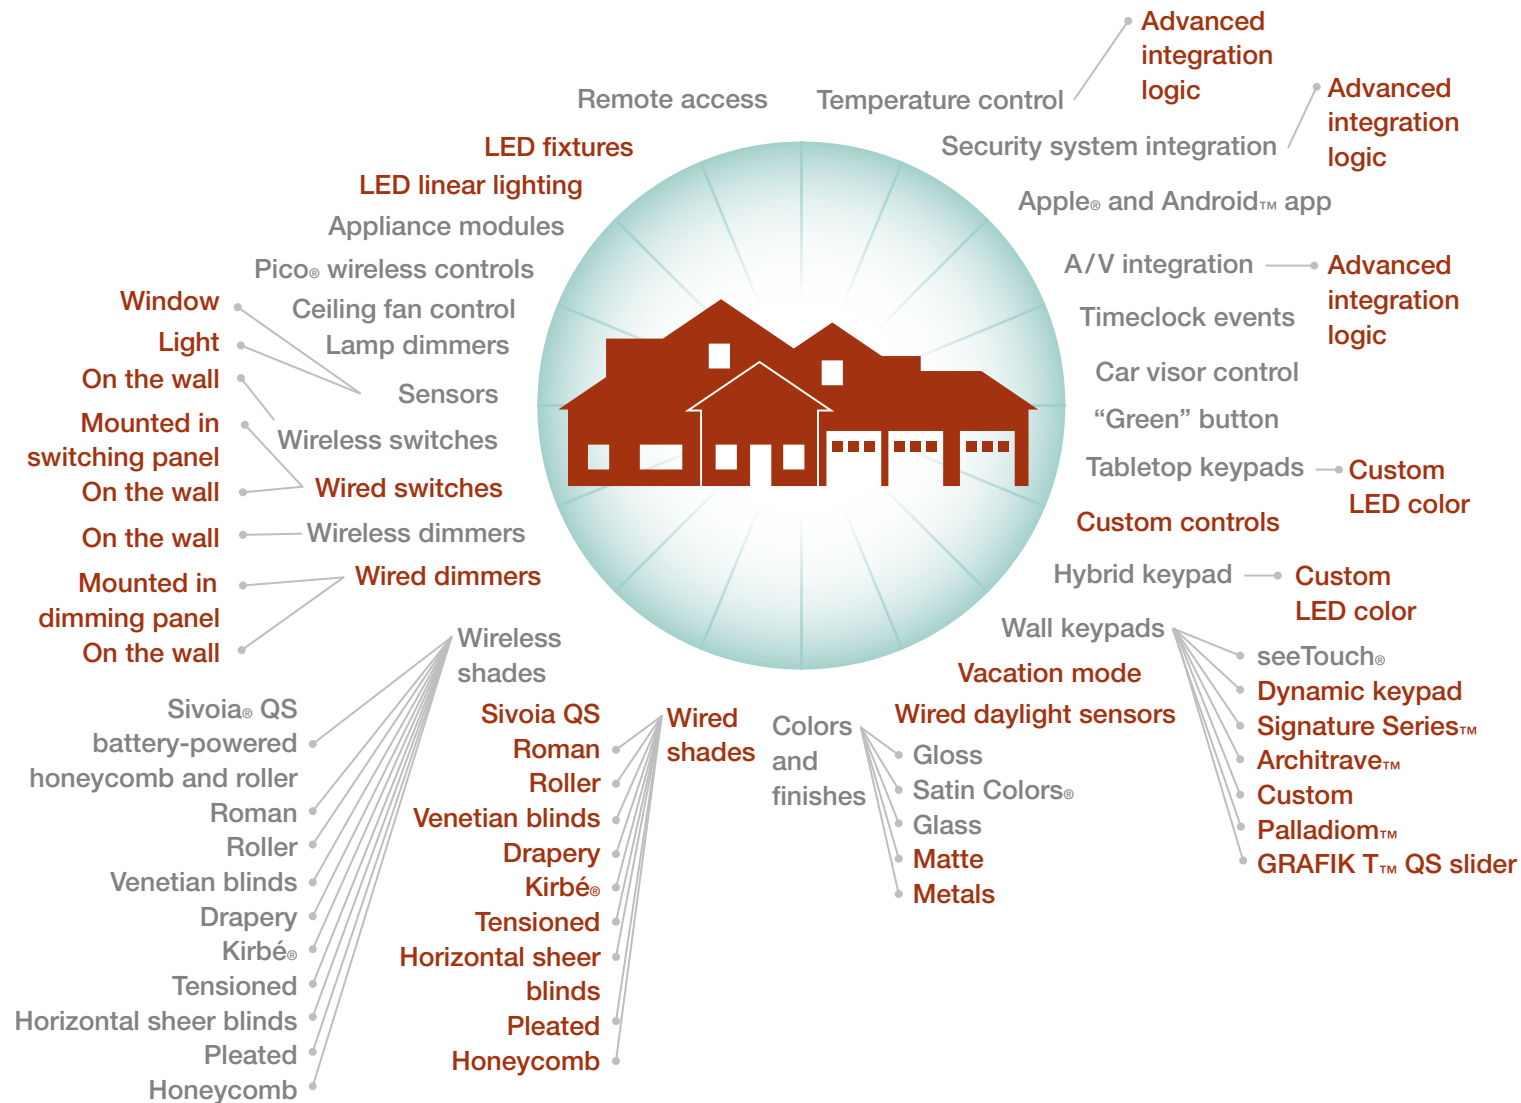 Remote access
Temperature control
Advanced
integration
logic
Security system integration
Advanced
integration
logic
Apple® and Android™ app
A/V integration
Advanced
integration
logic
Timeclock events
Car visor control
“Green” button
Tabletop keypads
Custom
LED color
Custom controls
Hybrid keypad
Custom
LED color
Wall keypads
seeTouch®
Dynamic keypad
Signature Series™
Architrave™
Custom
Palladiom™
GRAFIK T™ QS slider
Vacation mode
Wired daylight sensors
Colors
and
finishes
Gloss
Satin Colors®
Glass
Matte
Metals
Wired
shades
Sivoia QS
Roman
Roller
Venetian blinds
Drapery
Kirbé®
Tensioned
Horizontal sheer
blinds
Pleated
Honeycomb
Wireless
shades
Sivoia® QS
battery-powered
honeycomb and roller
Roman
Roller
Venetian blinds
Drapery
Kirbé®
Tensioned
Horizontal sheer blinds
Pleated
Honeycomb
Wired dimmers
Mounted in
dimming panel
On the wall
Wireless dimmers
On the wall
Wired switches
Mounted in
switching panel
On the wall
Wireless switches
On the wall
Sensors
Window
Light
Lamp dimmers
Ceiling fan control
Pico® wireless controls
Appliance modules
LED linear lighting
LED fixtures